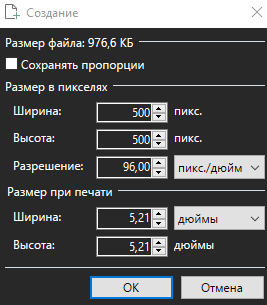 Создание
Размер файла: 976,6 КБ
Сохранять пропорции
Размер в пикселях
Ширина: 500 пикс.
Высота: 500 пикс.
Разрешение: 96,00 пикс./дюйм
Размер при печати
Ширина: 5,21 дюймы
Высота: 5,21 дюймы
ОК Отмена